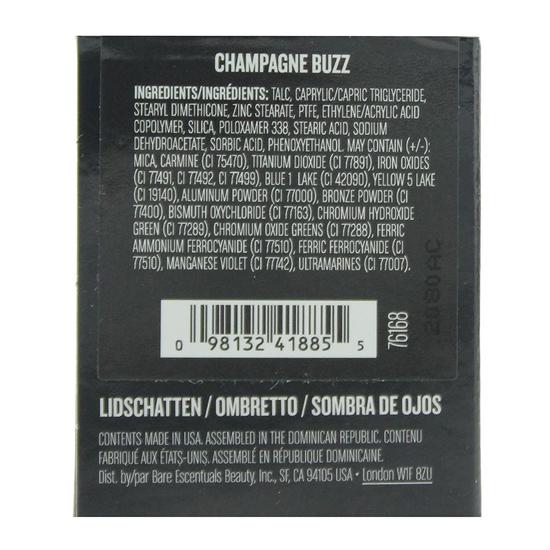 CHAMPAGNE BUZZ
INGREDIENTS/INGRÉDIENTS: TALC, CAPRYLIC/CAPRIC TRIGLYCERIDE,
STEARYL DIMETHICONE, ZINC STEARATE, PTFE, ETHYLENE/ACRYLIC ACID
COPOLYMER, SILICA, POLOXAMER 338, STEARIC ACID, SODIUM
DEHYDROACETATE, SORBIC ACID, PHENOXYETHANOL. MAY CONTAIN (+/-):
MICA, CARMINE (CI 75470), TITANIUM DIOXIDE (CI 77891), IRON OXIDES
(CI 77491, CI 77492, CI 77499), BLUE 1 LAKE (CI 42090), YELLOW 5 LAKE
(CI 19140), ALUMINUM POWDER (CI 77000), BRONZE POWDER (CI
77400), BISMUTH OXYCHLORIDE (CI 77163), CHROMIUM HYDROXIDE
GREEN (CI 77289), CHROMIUM OXIDE GREENS (CI 77288), FERRIC
AMMONIUM FERROCYANIDE (CI 77510), FERRIC FERROCYANIDE (CI
77510), MANGANESE VIOLET (CI 77742), ULTRAMARINES (CI 77007).
0 98132 41885 5
76168
LIDSCHATTEN / OMBRETTO / SOMBRA DE OJOS
CONTENTS MADE IN USA. ASSEMBLED IN THE DOMINICAN REPUBLIC. CONTENU
FABRIQUÉ AUX ÉTATS-UNIS. ASSEMBLÉ EN RÉPUBLIQUE DOMINICAINE.
Dist. by/par Bare Escentuals Beauty, Inc., SF, CA 94105 USA • London W1F 8ZU